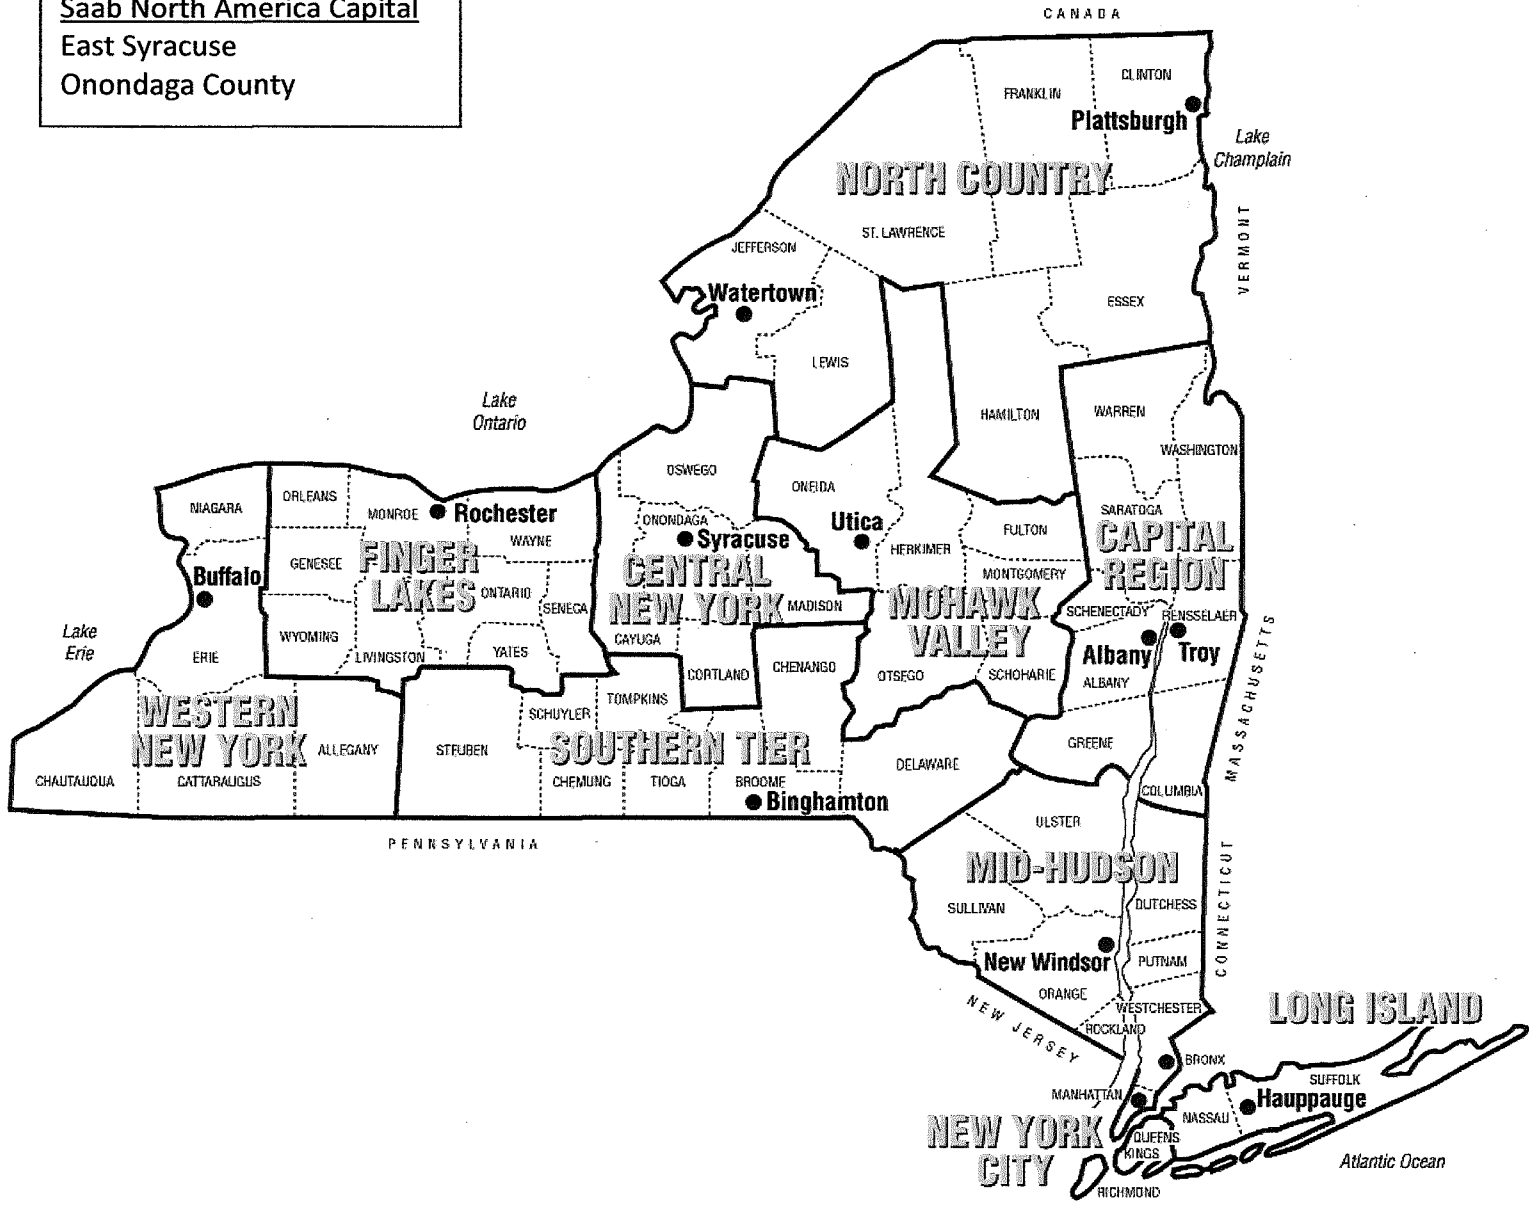 Saab North America Capital
East Syracuse
Onondaga County
CANADA
CLINTON
FRANKLIN
Plattsburgh
Lake
Champlain
NORTH COUNTRY
ST. LAWRENCE
JEFFERSON
VERMONT
Watertown
ESSEX
LEWIS
Lake
Ontario
HAMILTON
WARREN
WASHINGTON
OSWEGO
ONEIDA
NIAGARA
ORLEANS
MONROE
Rochester
ONONDAGA
Syracuse
Utica
SARATOGA
FULTON
WAYNE
CAPITAL
REGION
HERKIMER
GENESEE
FINGER
LAKES
CENTRAL
NEW YORK
MONTGOMERY
Buffalo
ONTARIO
SENECA
MADISON
MOHAWK
VALLEY
SCHENECTADY
RENSSELAER
Lake
Erie
WYOMING
CAYUGA
Albany
Troy
ERIE
LIVINGSTON
YATES
CORTLAND
CHENANGO
OTSEGO
SCHOHARIE
ALBANY
MASSACHUSETTS
TOMPKINS
SCHUYLER
WESTERN
NEW YORK
ALLEGANY
STEUBEN
SOUTHERN TIER
GREENE
DELAWARE
CHAUTAUQUA
CATTARAUGUS
CHEMUNG
TIOGA
BROOME
Binghamton
COLUMBIA
ULSTER
PENNSYLVANIA
MID-HUDSON
CONNECTICUT
SULLIVAN
DUTCHESS
New Windsor
PUTNAM
ORANGE
WESTCHESTER
NEW JERSEY
ROCKLAND
LONG ISLAND
BRONX
SUFFOLK
MANHATTAN
Hauppauge
NASSAU
NEW YORK
CITY
QUEENS
KINGS
Atlantic Ocean
RICHMOND